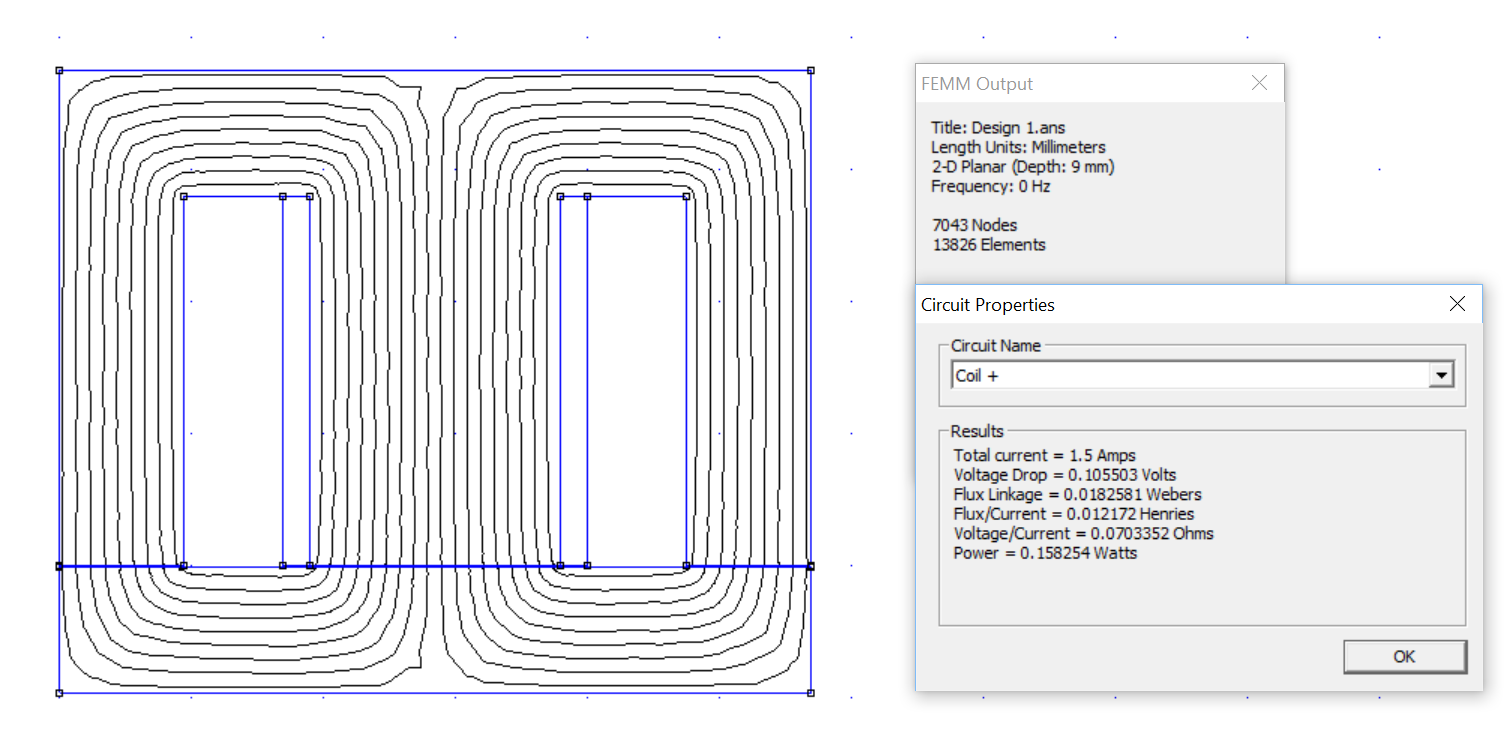 FEMM Output
Title: Design 1.ans
Length Units: Millimeters
2-D Planar (Depth: 9 mm)
Frequency: 0 Hz
7043 Nodes
13826 Elements
Circuit Properties
Circuit Name
Coil +
Results
Total current = 1.5 Amps
Voltage Drop = 0.105503 Volts
Flux Linkage = 0.0182581 Webers
Flux/Current = 0.012172 Henries
Voltage/Current = 0.0703352 Ohms
Power = 0.158254 Watts
OK